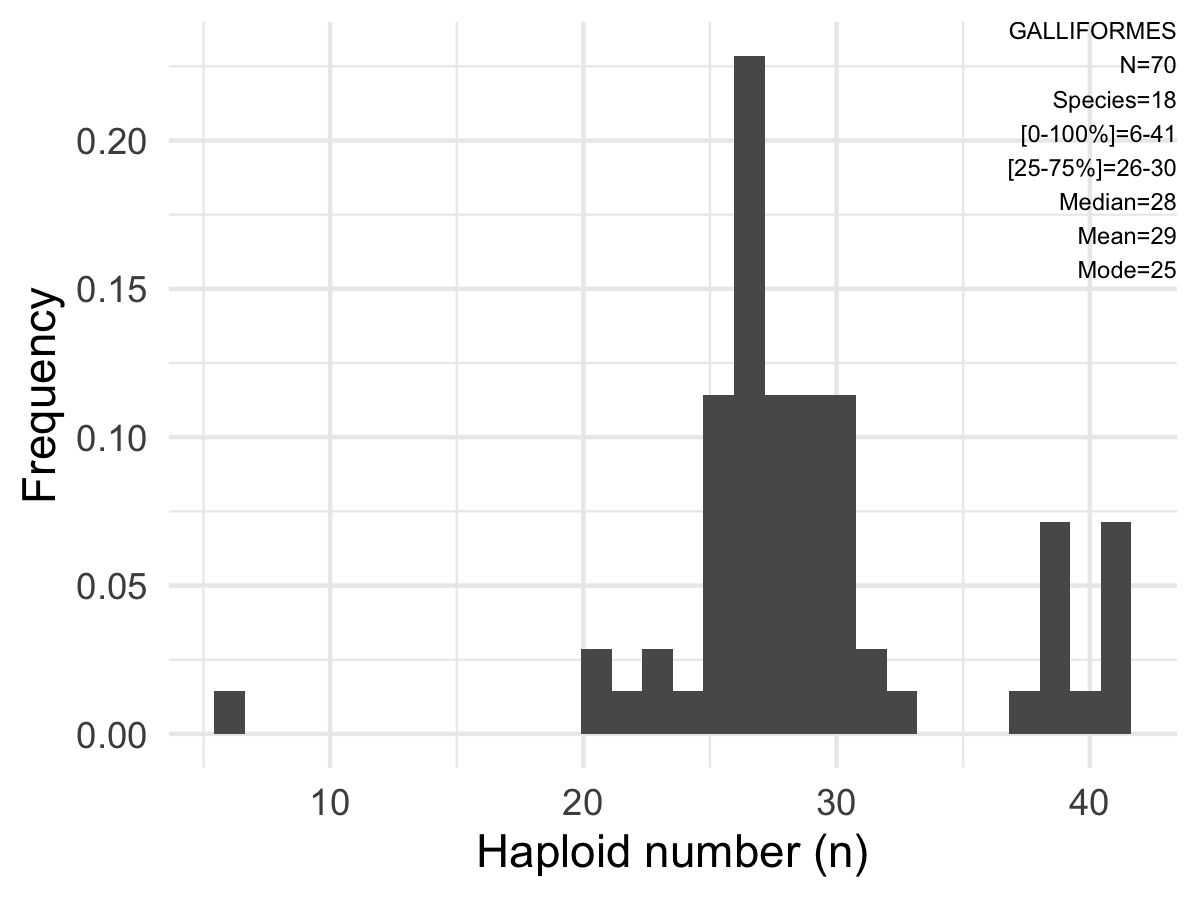 GALLIFORMES
N=70
Species=18
[0-100%]=6-41
[25-75%]=26-30
Median=28
Mean=29
Mode=25
Frequency
0.20
0.15
0.10
0.05
0.00
10 20 30 40
Haploid number (n)